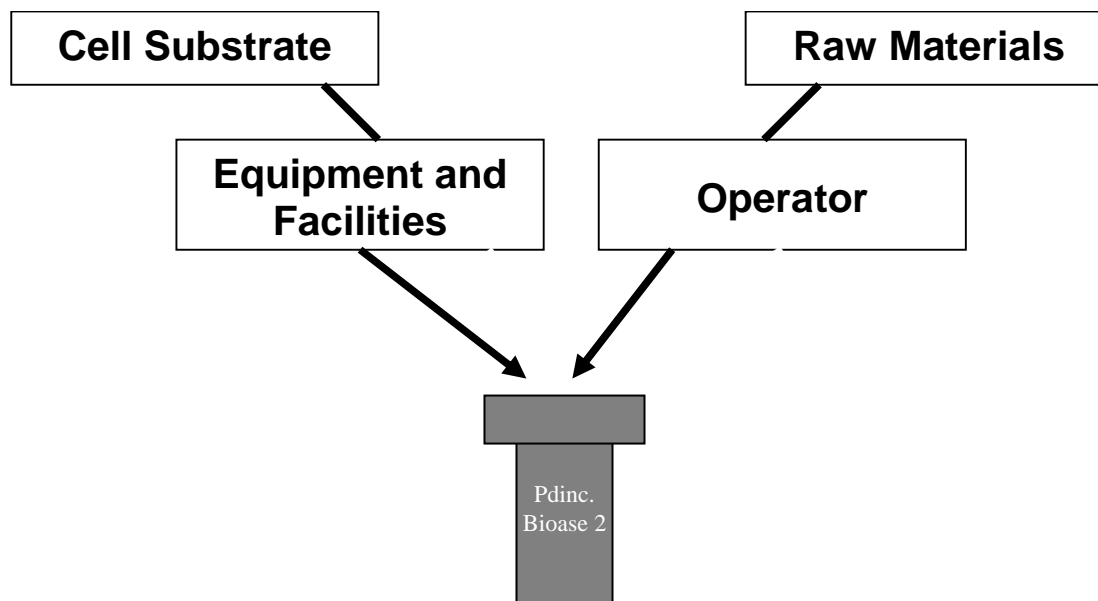 Cell Substrate
Raw Materials
Equipment and
Facilities
Operator
Pdinc.
Bioase 2